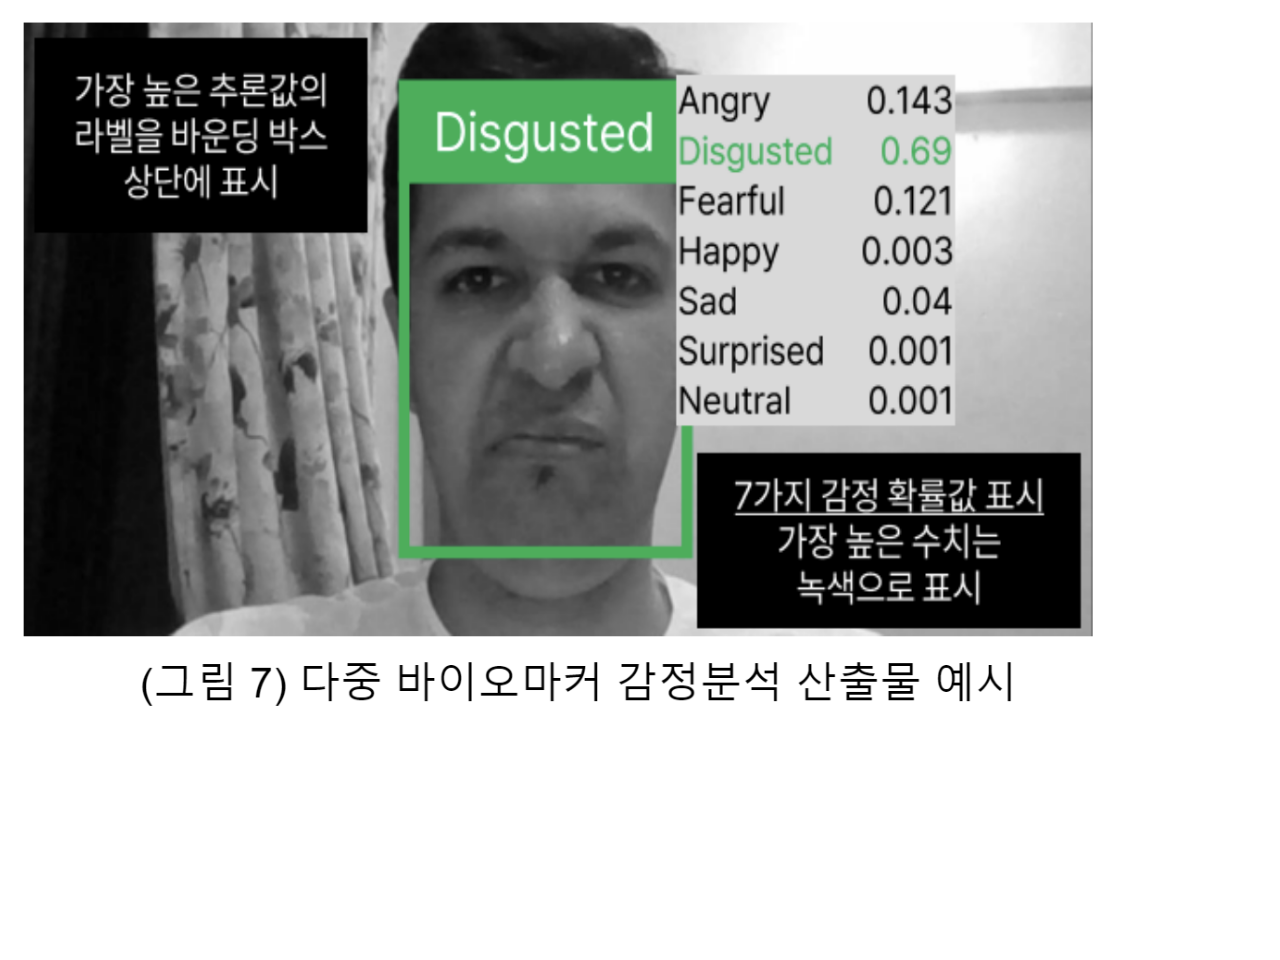 가장 높은 추론값의
라벨을 바운딩 박스
상단에 표시
Disgusted
Angry 0.143
Disgusted 0.69
Fearful 0.121
Happy 0.003
Sad 0.04
Surprised 0.001
Neutral 0.001
7가지 감정 확률값 표시
가장 높은 수치는
녹색으로 표시
(그림 7) 다중 바이오마커 감정분석 산출물 예시